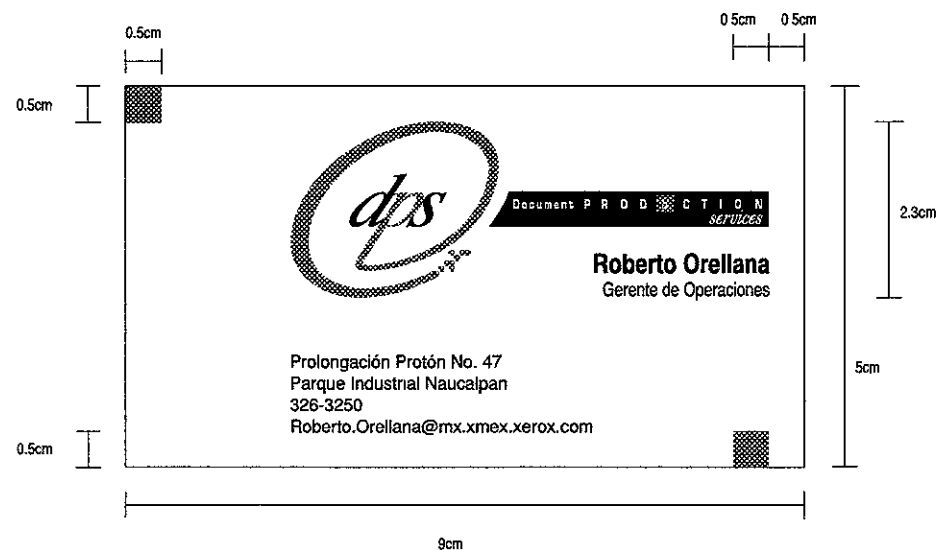 0.5cm
0 5cm 0 5cm
0.5cm
dps
Document PRODUCTION
services
2.3cm
Roberto Orellana
Gerente de Operaciones
Prolongación Protón No. 47
Parque Industrial Naucalpan
5cm
326-3250
Roberto.Orellana@mx.xmex.xerox.com
0.5cm
9cm